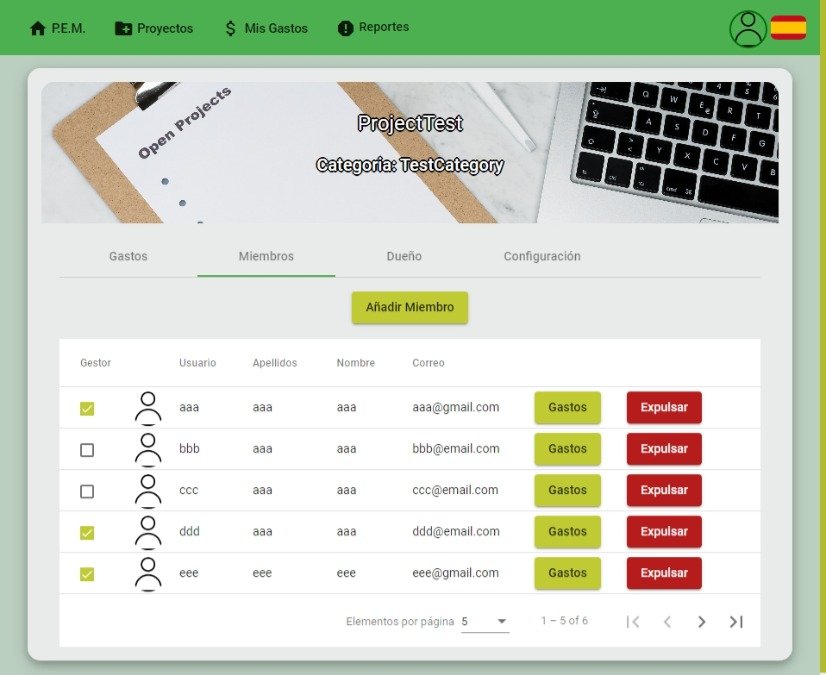 P.E.M. Proyectos $ Mis Gastos Reportes
Open Projects
ProjectTest
Categoría: TestCategory
Gastos Miembros Dueño Configuración
Añadir Miembro
Gestor Usuario Apellidos Nombre Correo
aaa aaa aaa aaa@gmail.com Gastos Expulsar
bbb aaa aaa bbb@email.com Gastos Expulsar
ccc aaa aaa ccc@email.com Gastos Expulsar
ddd aaa aaa ddd@email.com Gastos Expulsar
eee eee eee eee@gmail.com Gastos Expulsar
Elementos por página 5 1 – 5 of 6